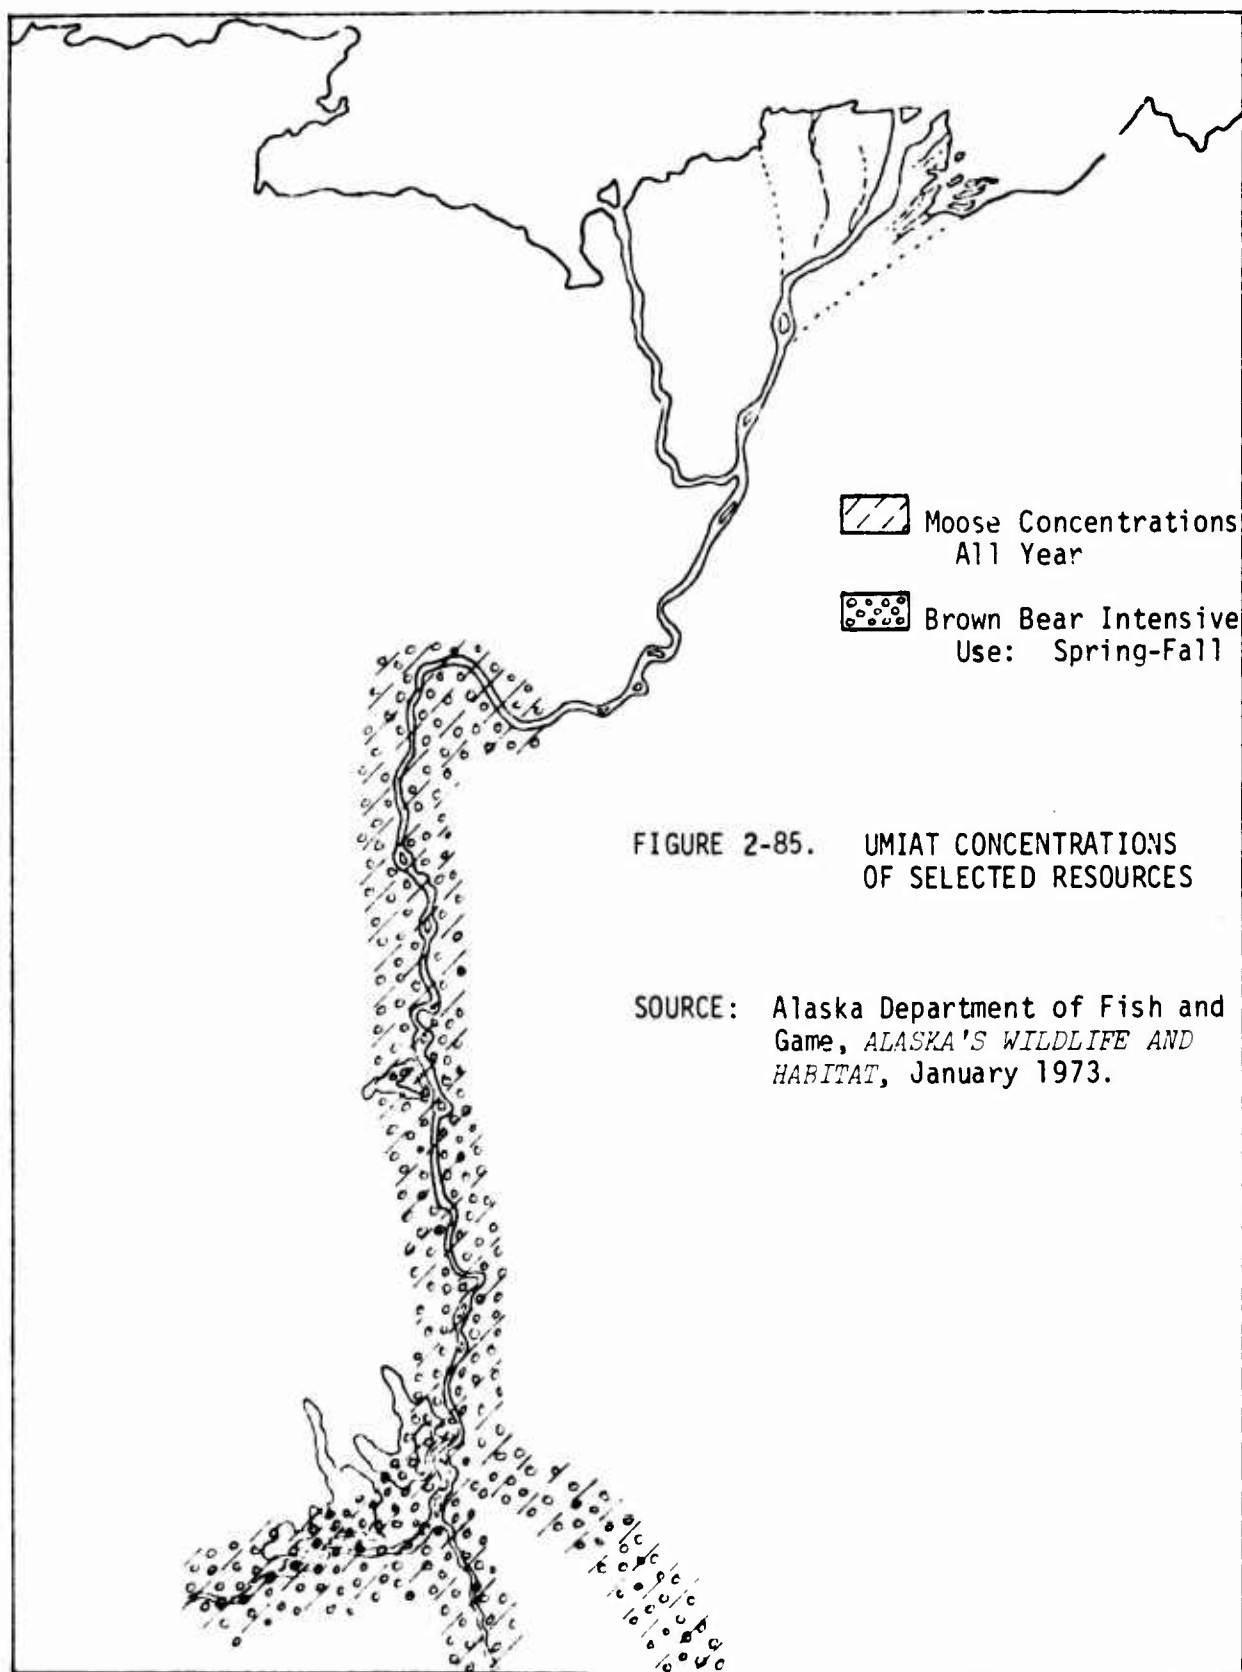 Moose Concentrations
All Year
Brown Bear Intensive
Use: Spring-Fall
FIGURE 2-85. UMIAT CONCENTRATIONS
OF SELECTED RESOURCES
SOURCE: Alaska Department of Fish and
Game, ALASKA'S WILDLIFE AND
HABITAT, January 1973.